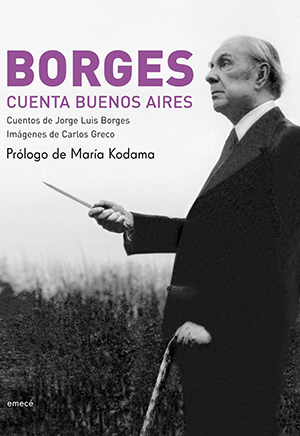 BORGES
CUENTA BUENOS AIRES
Cuentos de Jorge Luis Borges
Imágenes de Carlos Greco
Prólogo de María Kodama
emecé